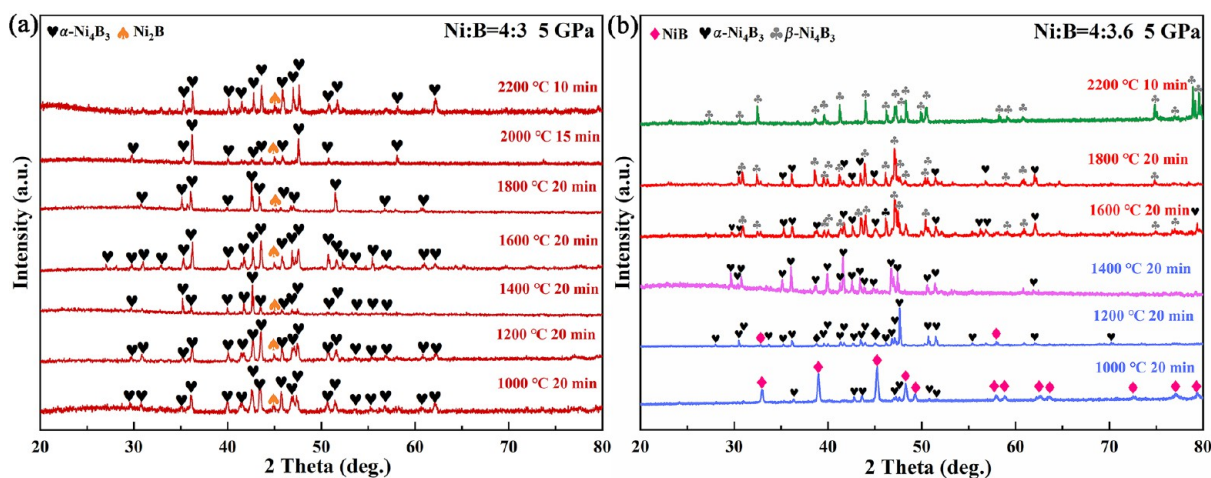 (a)
♥α-Ni₄B₃ ♠Ni₂B
Ni:B=4:3 5 GPa
2200 °C 10 min
2000 °C 15 min
1800 °C 20 min
1600 °C 20 min
1400 °C 20 min
1200 °C 20 min
1000 °C 20 min
Intensity (a.u.)
20 30 40 50 60 70 80
2 Theta (deg.)
(b)
Ni:B=4:3.6 5 GPa
♦NiB ♥α-Ni₄B₃ ♣β-Ni₄B₃
2200 °C 10 min
1800 °C 20 min
1600 °C 20 min
1400 °C 20 min
1200 °C 20 min
1000 °C 20 min
Intensity (a.u.)
20 30 40 50 60 70 80
2 Theta (deg.)